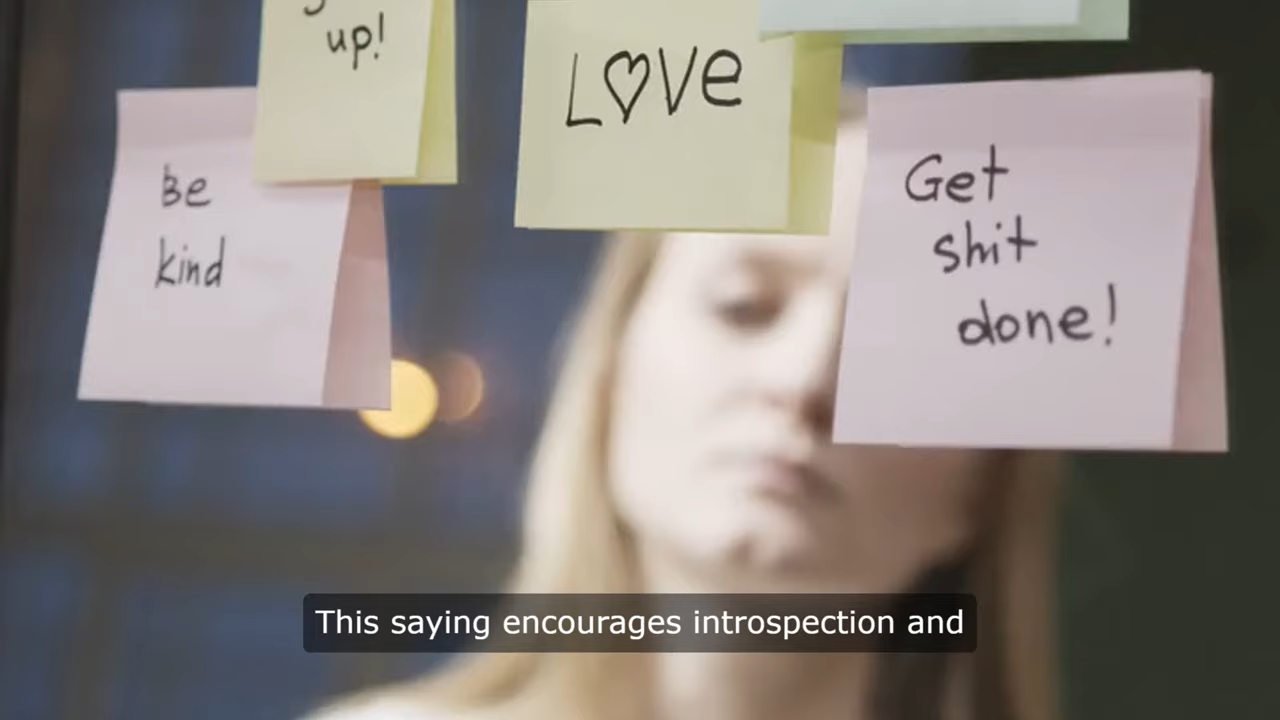 up!
LOVE
Be
kind
Get
shit
done!
This saying encourages introspection and